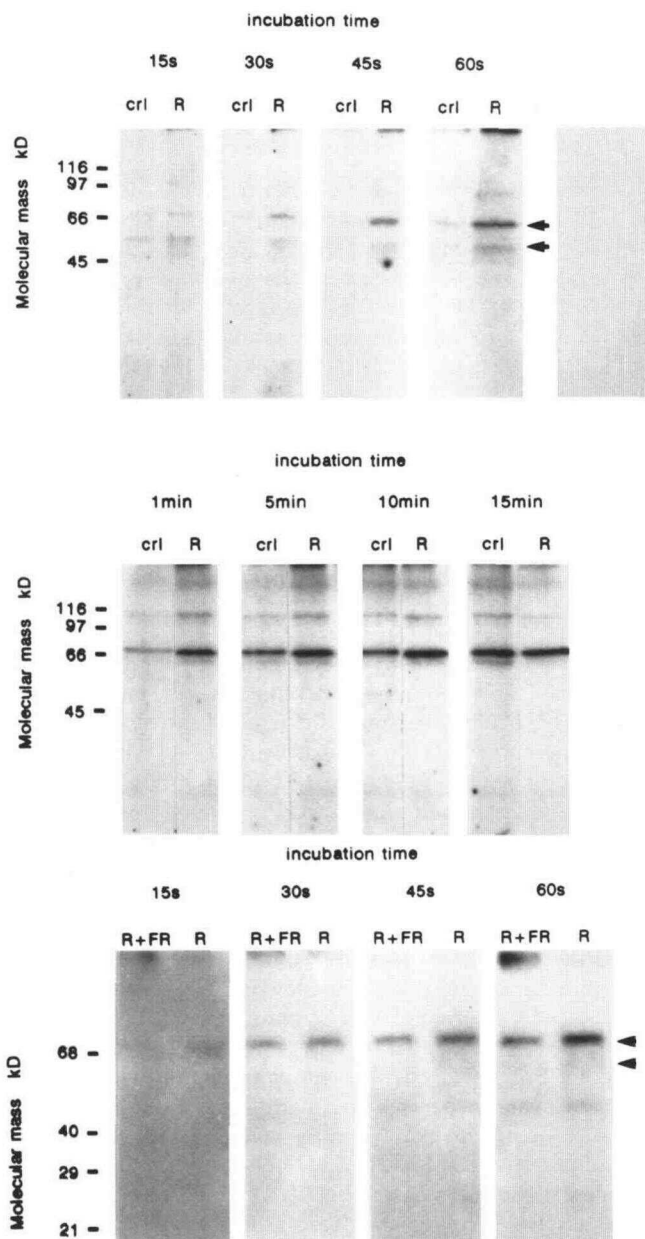 incubation time
15s 30s 45s 60s
crl R crl R crl R crl R
Molecular mass kD
116
97
66
45
incubation time
1min 5min 10min 15min
crl R crl R crl R crl R
Molecular mass kD
116
97
66
45
incubation time
15s 30s 45s 60s
R+FR R R+FR R R+FR R R+FR R
Molecular mass kD
68
40
29
21